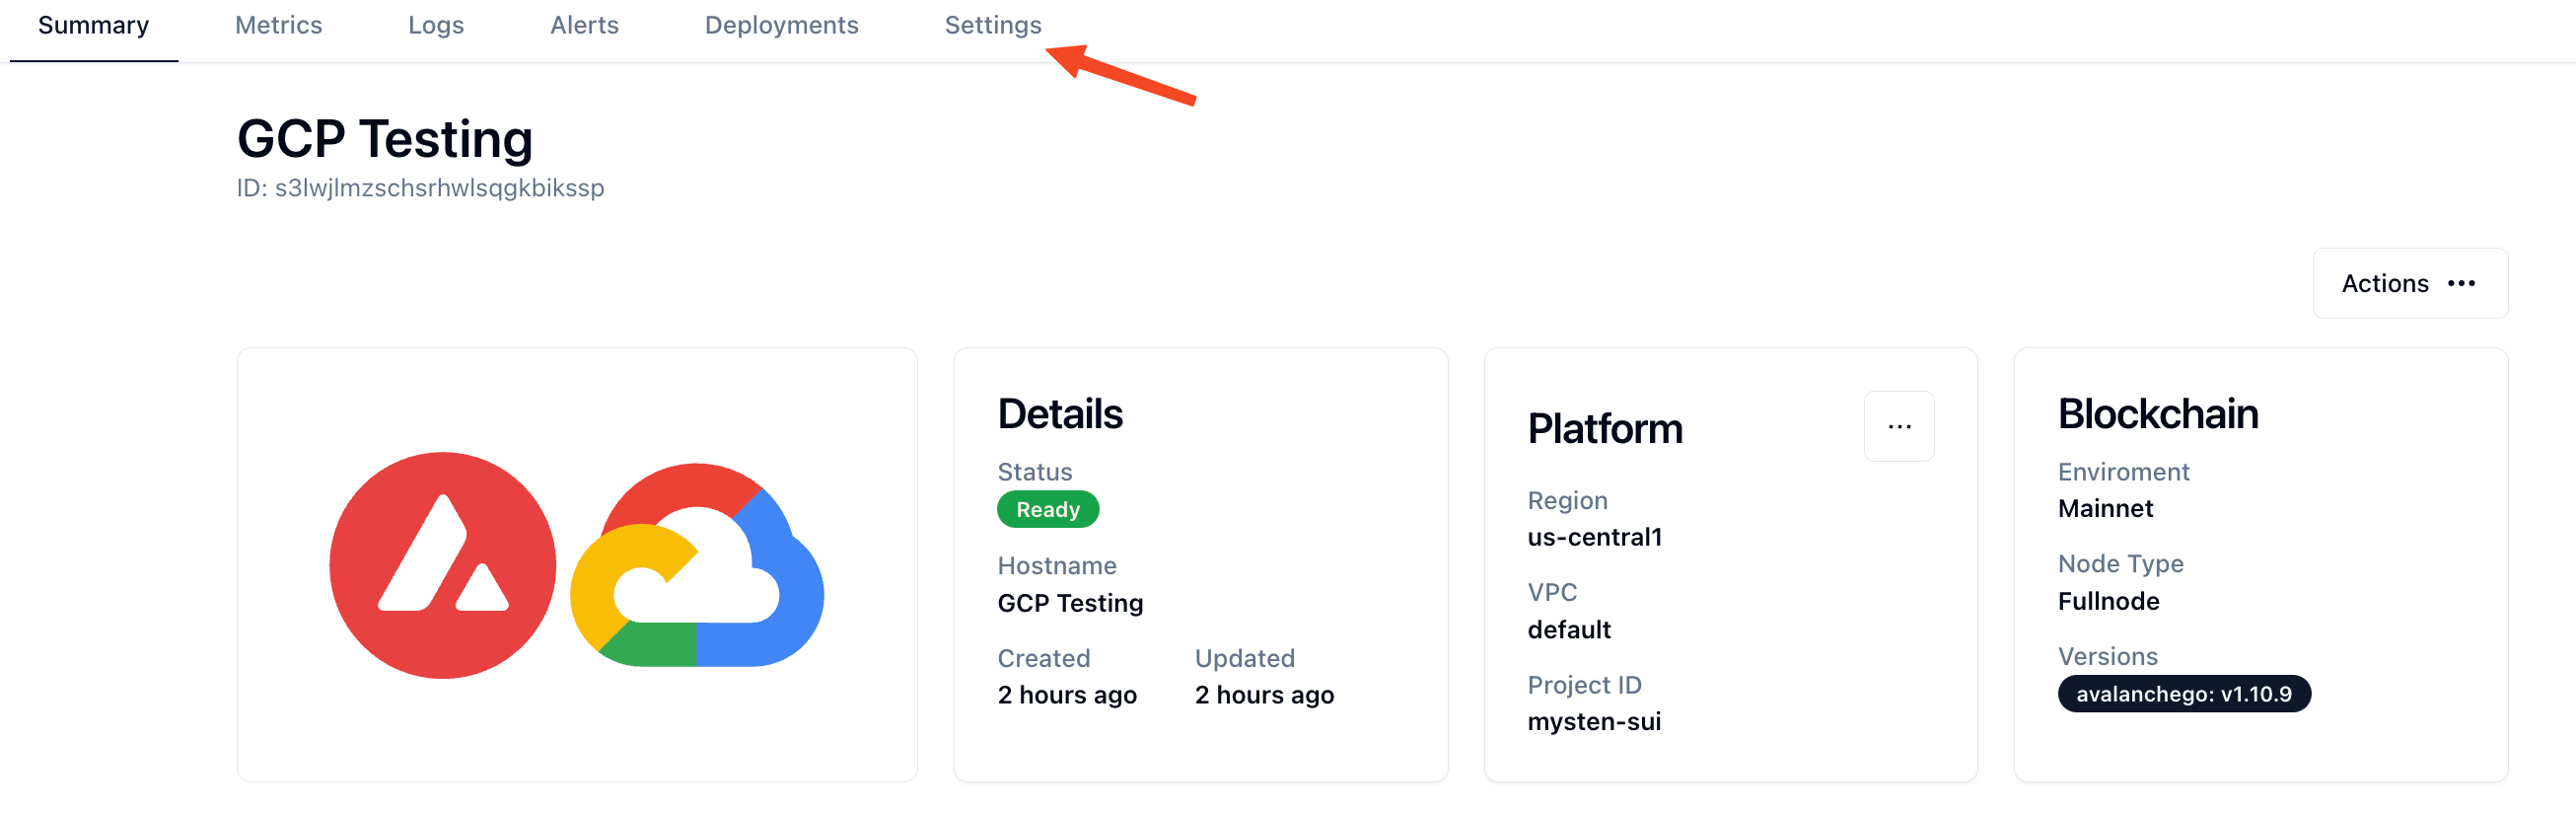 Summary Metrics Logs Alerts Deployments Settings
GCP Testing
ID: s3lwjlmzschsrhwlsqgkbikssp
Actions •••
Details
Status
Ready
Hostname
GCP Testing
Created Updated
2 hours ago 2 hours ago
Platform ...
Region
us-central1
VPC
default
Project ID
mysten-sui
Blockchain
Enviroment
Mainnet
Node Type
Fullnode
Versions
avalanchego: v1.10.9